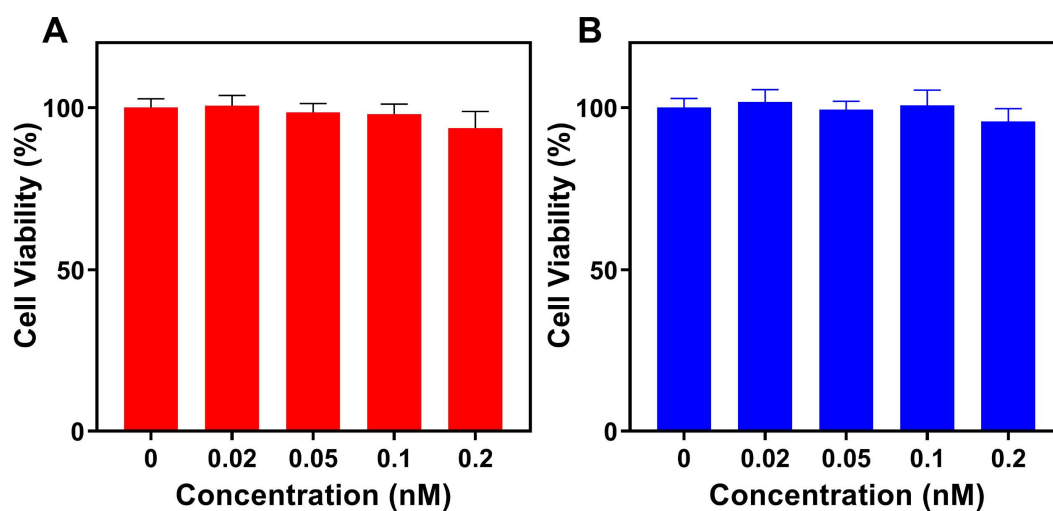 A
Cell Viability (%)
100
50
0
0 0.02 0.05 0.1 0.2
Concentration (nM)
B
Cell Viability (%)
100
50
0
0 0.02 0.05 0.1 0.2
Concentration (nM)